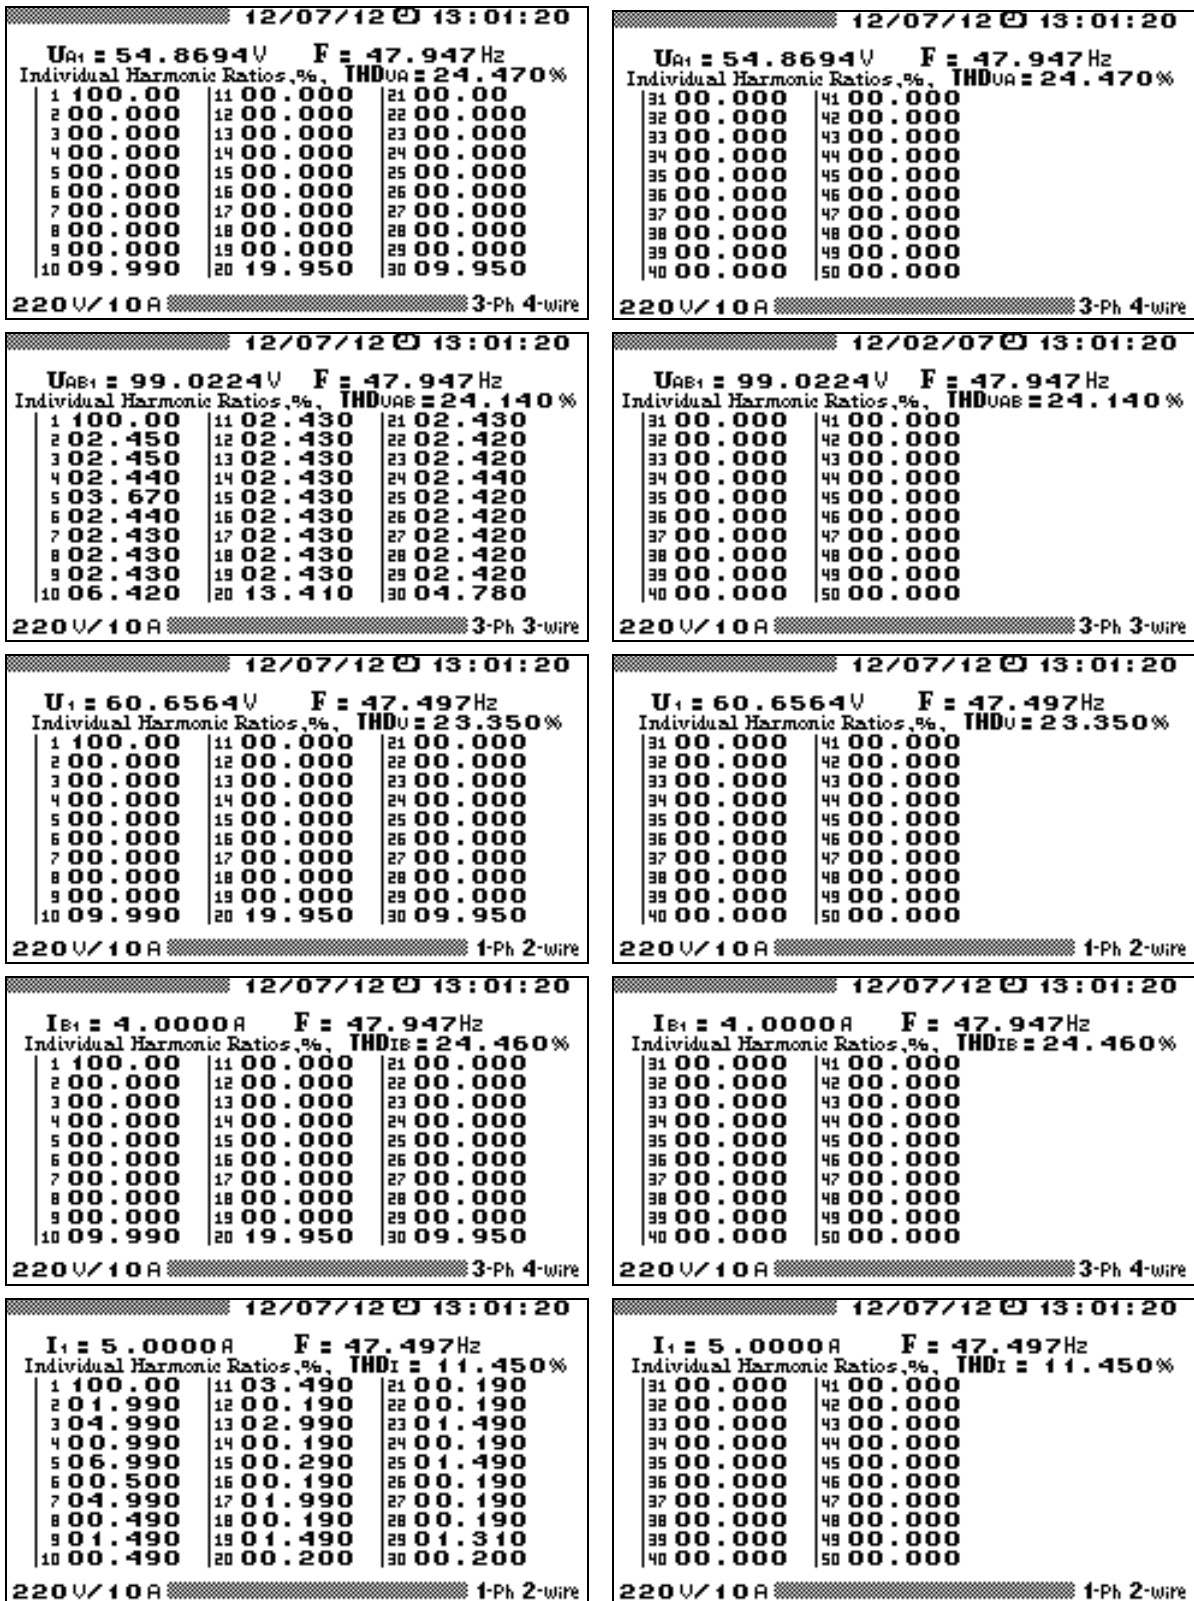 12/07/12 13:01:20
UA1 = 54.8694V F = 47.947Hz
Individual Harmonic Ratios,%, THDUA = 24.470%
1 100.00 11 00.000 21 00.00
2 00.000 12 00.000 22 00.000
3 00.000 13 00.000 23 00.000
4 00.000 14 00.000 24 00.000
5 00.000 15 00.000 25 00.000
6 00.000 16 00.000 26 00.000
7 00.000 17 00.000 27 00.000
8 00.000 18 00.000 28 00.000
9 00.000 19 00.000 29 00.000
10 09.990 20 19.950 30 09.950
220V/10A 3-Ph 4-wire
12/07/12 13:01:20
UA1 = 54.8694V F = 47.947Hz
Individual Harmonic Ratios,%, THDUA = 24.470%
31 00.000 41 00.000
32 00.000 42 00.000
33 00.000 43 00.000
34 00.000 44 00.000
35 00.000 45 00.000
36 00.000 46 00.000
37 00.000 47 00.000
38 00.000 48 00.000
39 00.000 49 00.000
40 00.000 50 00.000
220V/10A 3-Ph 4-wire
12/07/12 13:01:20
UAB1 = 99.0224V F = 47.947Hz
Individual Harmonic Ratios,%, THDUAB = 24.140%
1 100.00 11 02.430 21 02.430
2 02.450 12 02.430 22 02.420
3 02.450 13 02.430 23 02.420
4 02.440 14 02.430 24 02.440
5 03.670 15 02.430 25 02.420
6 02.440 16 02.430 26 02.420
7 02.430 17 02.430 27 02.420
8 02.430 18 02.430 28 02.420
9 02.430 19 02.430 29 02.420
10 06.420 20 13.410 30 04.780
220V/10A 3-Ph 3-wire
12/02/07 13:01:20
UAB1 = 99.0224V F = 47.947Hz
Individual Harmonic Ratios,%, THDUAB = 24.140%
31 00.000 41 00.000
32 00.000 42 00.000
33 00.000 43 00.000
34 00.000 44 00.000
35 00.000 45 00.000
36 00.000 46 00.000
37 00.000 47 00.000
38 00.000 48 00.000
39 00.000 49 00.000
40 00.000 50 00.000
220V/10A 3-Ph 3-wire
12/07/12 13:01:20
U1 = 60.6564V F = 47.497Hz
Individual Harmonic Ratios,%, THDU = 23.350%
1 100.00 11 00.000 21 00.000
2 00.000 12 00.000 22 00.000
3 00.000 13 00.000 23 00.000
4 00.000 14 00.000 24 00.000
5 00.000 15 00.000 25 00.000
6 00.000 16 00.000 26 00.000
7 00.000 17 00.000 27 00.000
8 00.000 18 00.000 28 00.000
9 00.000 19 00.000 29 00.000
10 09.990 20 19.950 30 09.950
220V/10A 1-Ph 2-wire
12/07/12 13:01:20
U1 = 60.6564V F = 47.497Hz
Individual Harmonic Ratios,%, THDU = 23.350%
31 00.000 41 00.000
32 00.000 42 00.000
33 00.000 43 00.000
34 00.000 44 00.000
35 00.000 45 00.000
36 00.000 46 00.000
37 00.000 47 00.000
38 00.000 48 00.000
39 00.000 49 00.000
40 00.000 50 00.000
220V/10A 1-Ph 2-wire
12/07/12 13:01:20
IB1 = 4.0000A F = 47.947Hz
Individual Harmonic Ratios,%, THDIB = 24.460%
1 100.00 11 00.000 21 00.000
2 00.000 12 00.000 22 00.000
3 00.000 13 00.000 23 00.000
4 00.000 14 00.000 24 00.000
5 00.000 15 00.000 25 00.000
6 00.000 16 00.000 26 00.000
7 00.000 17 00.000 27 00.000
8 00.000 18 00.000 28 00.000
9 00.000 19 00.000 29 00.000
10 09.990 20 19.950 30 09.950
220V/10A 3-Ph 4-wire
12/07/12 13:01:20
IB1 = 4.0000A F = 47.947Hz
Individual Harmonic Ratios,%, THDIB = 24.460%
31 00.000 41 00.000
32 00.000 42 00.000
33 00.000 43 00.000
34 00.000 44 00.000
35 00.000 45 00.000
36 00.000 46 00.000
37 00.000 47 00.000
38 00.000 48 00.000
39 00.000 49 00.000
40 00.000 50 00.000
220V/10A 3-Ph 4-wire
12/07/12 13:01:20
I1 = 5.0000A F = 47.497Hz
Individual Harmonic Ratios,%, THDI = 11.450%
1 100.00 11 03.490 21 00.190
2 01.990 12 00.190 22 00.190
3 04.990 13 02.990 23 01.490
4 00.990 14 00.190 24 00.190
5 06.990 15 00.290 25 01.490
6 00.500 16 00.190 26 00.190
7 04.990 17 01.990 27 00.190
8 00.490 18 00.190 28 00.190
9 01.490 19 01.490 29 01.310
10 00.490 20 00.200 30 00.200
220V/10A 1-Ph 2-wire
12/07/12 13:01:20
I1 = 5.0000A F = 47.497Hz
Individual Harmonic Ratios,%, THDI = 11.450%
31 00.000 41 00.000
32 00.000 42 00.000
33 00.000 43 00.000
34 00.000 44 00.000
35 00.000 45 00.000
36 00.000 46 00.000
37 00.000 47 00.000
38 00.000 48 00.000
39 00.000 49 00.000
40 00.000 50 00.000
220V/10A 1-Ph 2-wire